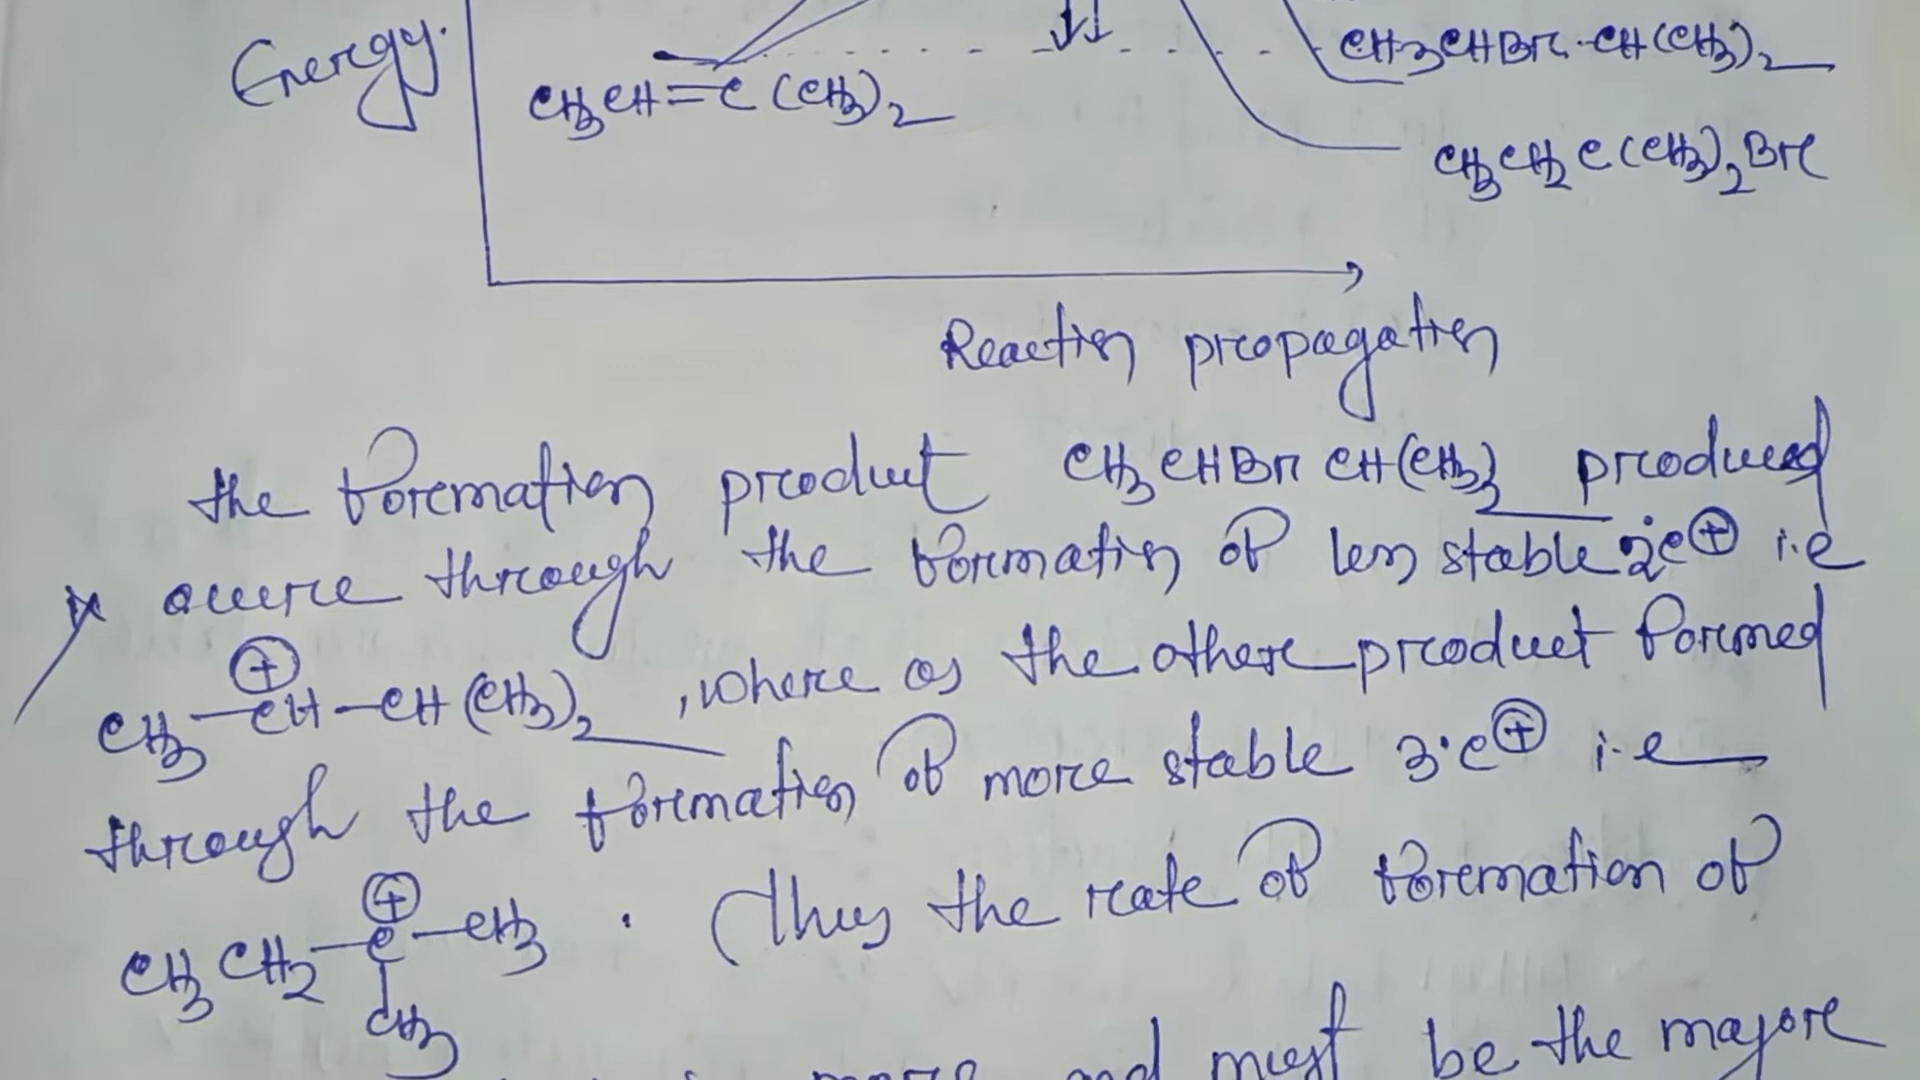 Energy.
CH3CH=C(CH3)2
CH3CHBr-CH(CH3)2
CH3CH2C(CH3)2Br
Reaction propagation
the formation product CH3CHBrCH(CH3)2 produced
occure through the formation of less stable 2°C⊕ i.e
CH3-C⊕H-CH(CH3)2, where as the other product formed
through the formation of more stable 3°C⊕ i.e
CH3CH2-C⊕-CH3. Thus the rate of formation of
CH3
more and must be the major